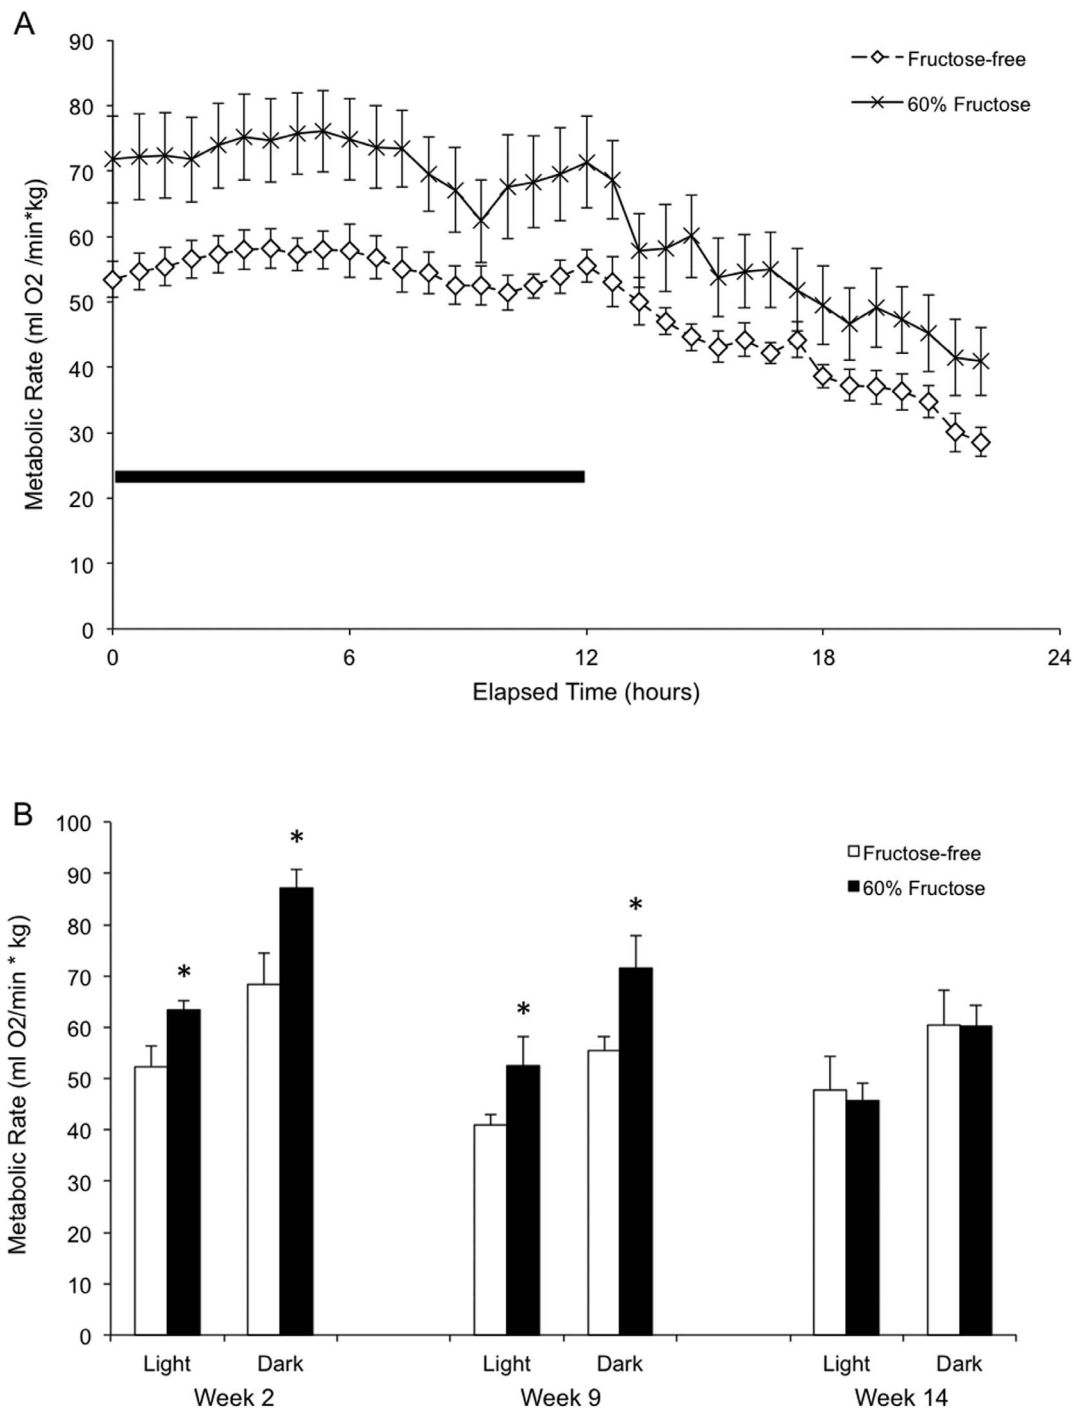 A
90
80
70
60
50
40
30
20
10
0
Metabolic Rate (ml O2 /min*kg)
Fructose-free
60% Fructose
0 6 12 18 24
Elapsed Time (hours)
B
100
90
80
70
60
50
40
30
20
10
0
Metabolic Rate (ml O2/min * kg)
Fructose-free
60% Fructose
* * * *
Light Dark Light Dark Light Dark
Week 2 Week 9 Week 14